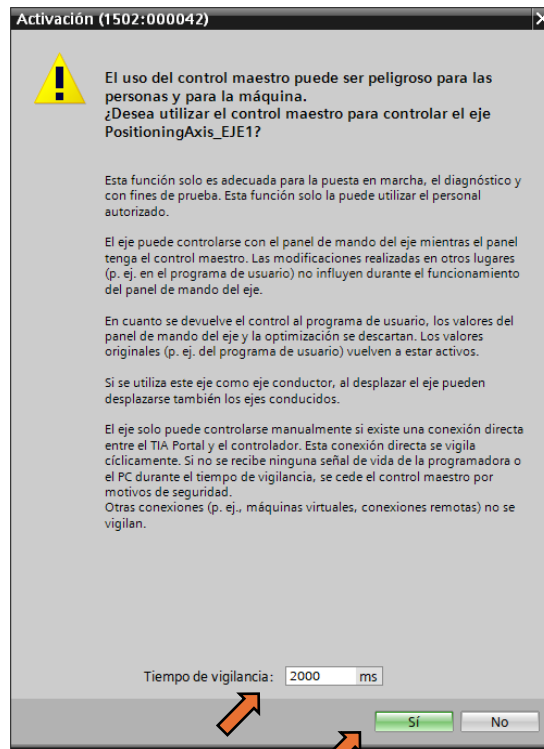 Activación (1502:000042)
El uso del control maestro puede ser peligroso para las
personas y para la máquina.
¿Desea utilizar el control maestro para controlar el eje
PositioningAxis_EJE1?
Esta función solo es adecuada para la puesta en marcha, el diagnóstico y
con fines de prueba. Esta función solo la puede utilizar el personal
autorizado.
El eje puede controlarse con el panel de mando del eje mientras el panel
tenga el control maestro. Las modificaciones realizadas en otros lugares
(p. ej. en el programa de usuario) no influyen durante el funcionamiento
del panel de mando del eje.
En cuanto se devuelve el control al programa de usuario, los valores del
panel de mando del eje y la optimización se descartan. Los valores
originales (p. ej. del programa de usuario) vuelven a estar activos.
Si se utiliza este eje como eje conductor, al desplazar el eje pueden
desplazarse también los ejes conducidos.
El eje solo puede controlarse manualmente si existe una conexión directa
entre el TIA Portal y el controlador. Esta conexión directa se vigila
cíclicamente. Si no se recibe ninguna señal de vida de la programadora o
el PC durante el tiempo de vigilancia, se cede el control maestro por
motivos de seguridad.
Otras conexiones (p. ej., máquinas virtuales, conexiones remotas) no se
vigilan.
Tiempo de vigilancia: 2000 ms
Sí No